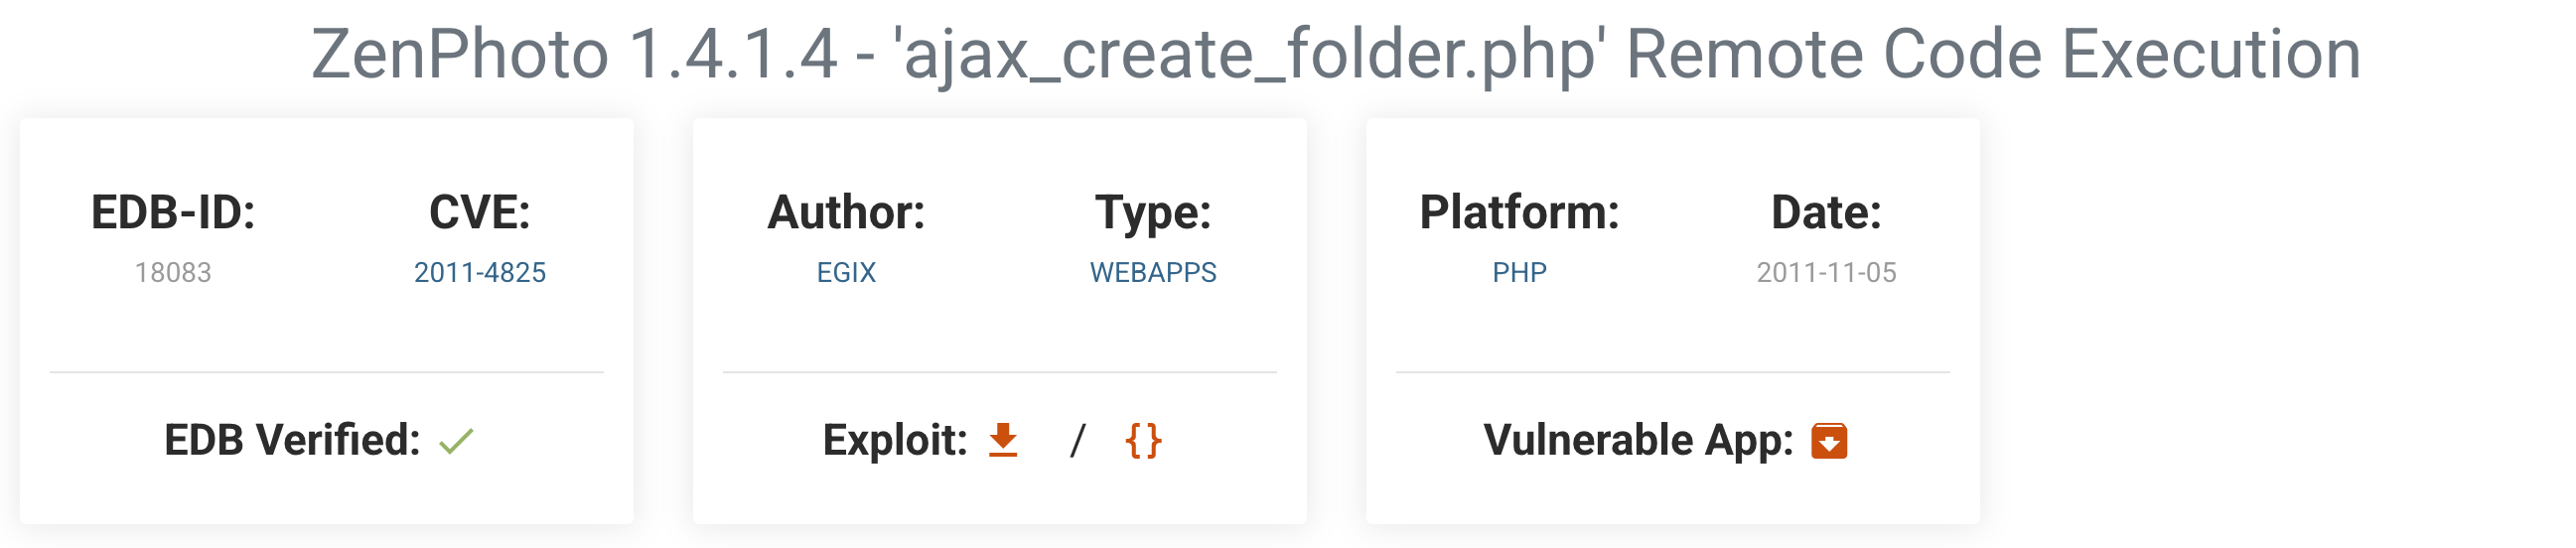 ZenPhoto 1.4.1.4 - 'ajax_create_folder.php' Remote Code Execution
EDB-ID:
18083
CVE:
2011-4825
EDB Verified:
Author:
EGIX
Type:
WEBAPPS
Exploit: / {}
Platform:
PHP
Date:
2011-11-05
Vulnerable App: